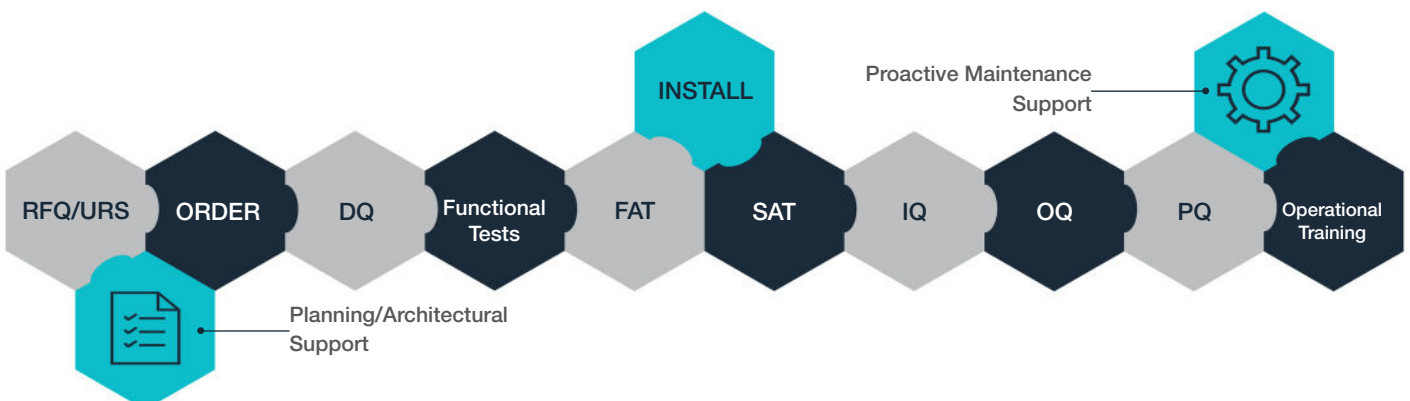 INSTALL
Proactive Maintenance
Support
RFQ/URS
ORDER
DQ
Functional
Tests
FAT
SAT
IQ
OQ
PQ
Operational
Training
Planning/Architectural
Support